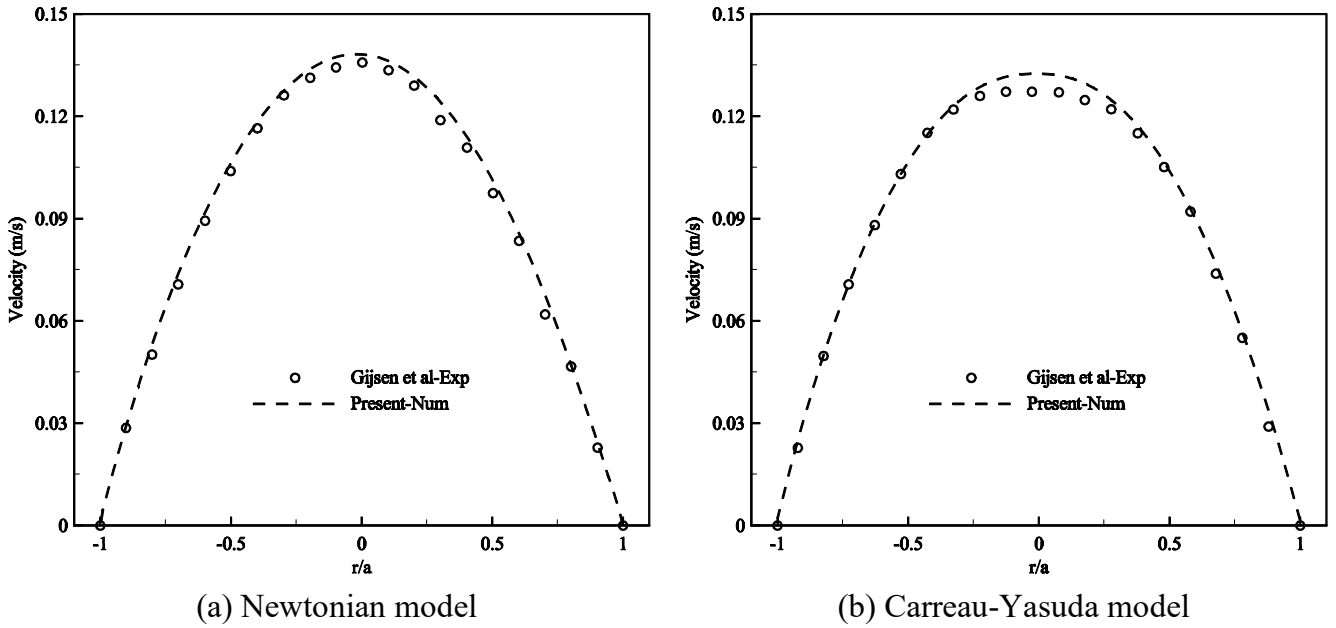 0.15
0.12
0.09
0.06
0.03
0
Velocity (m/s)
-1
-0.5
0
0.5
1
r/a
Gijsen et al-Exp
Present-Num
(a) Newtonian model
0.15
0.12
0.09
0.06
0.03
0
Velocity (m/s)
-1
-0.5
0
0.5
1
r/a
Gijsen et al-Exp
Present-Num
(b) Carreau-Yasuda model